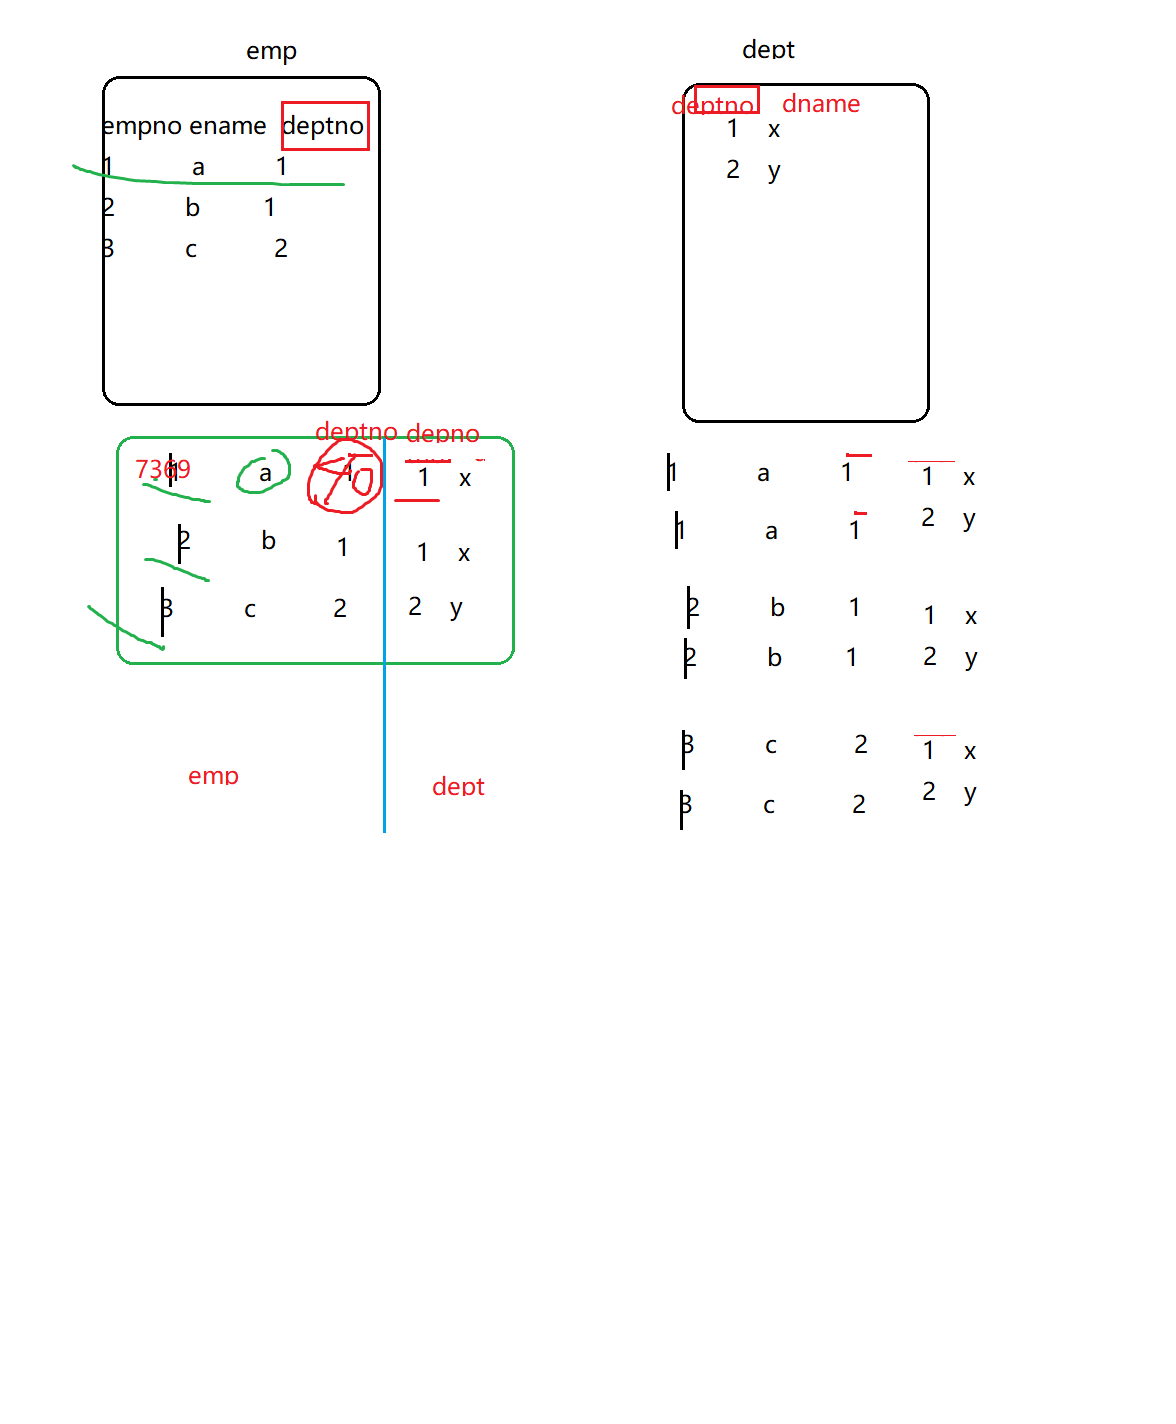 emp
dept
empno ename deptno
1 a 1
2 b 1
3 c 2
deptno dname
1 x
2 y
deptno depno
7369 a 1 x
2 b 1 1 x
3 c 2 2 y
emp
dept
1 a 1 1 x
1 a 1 2 y
2 b 1 1 x
2 b 1 2 y
3 c 2 1 x
3 c 2 2 y